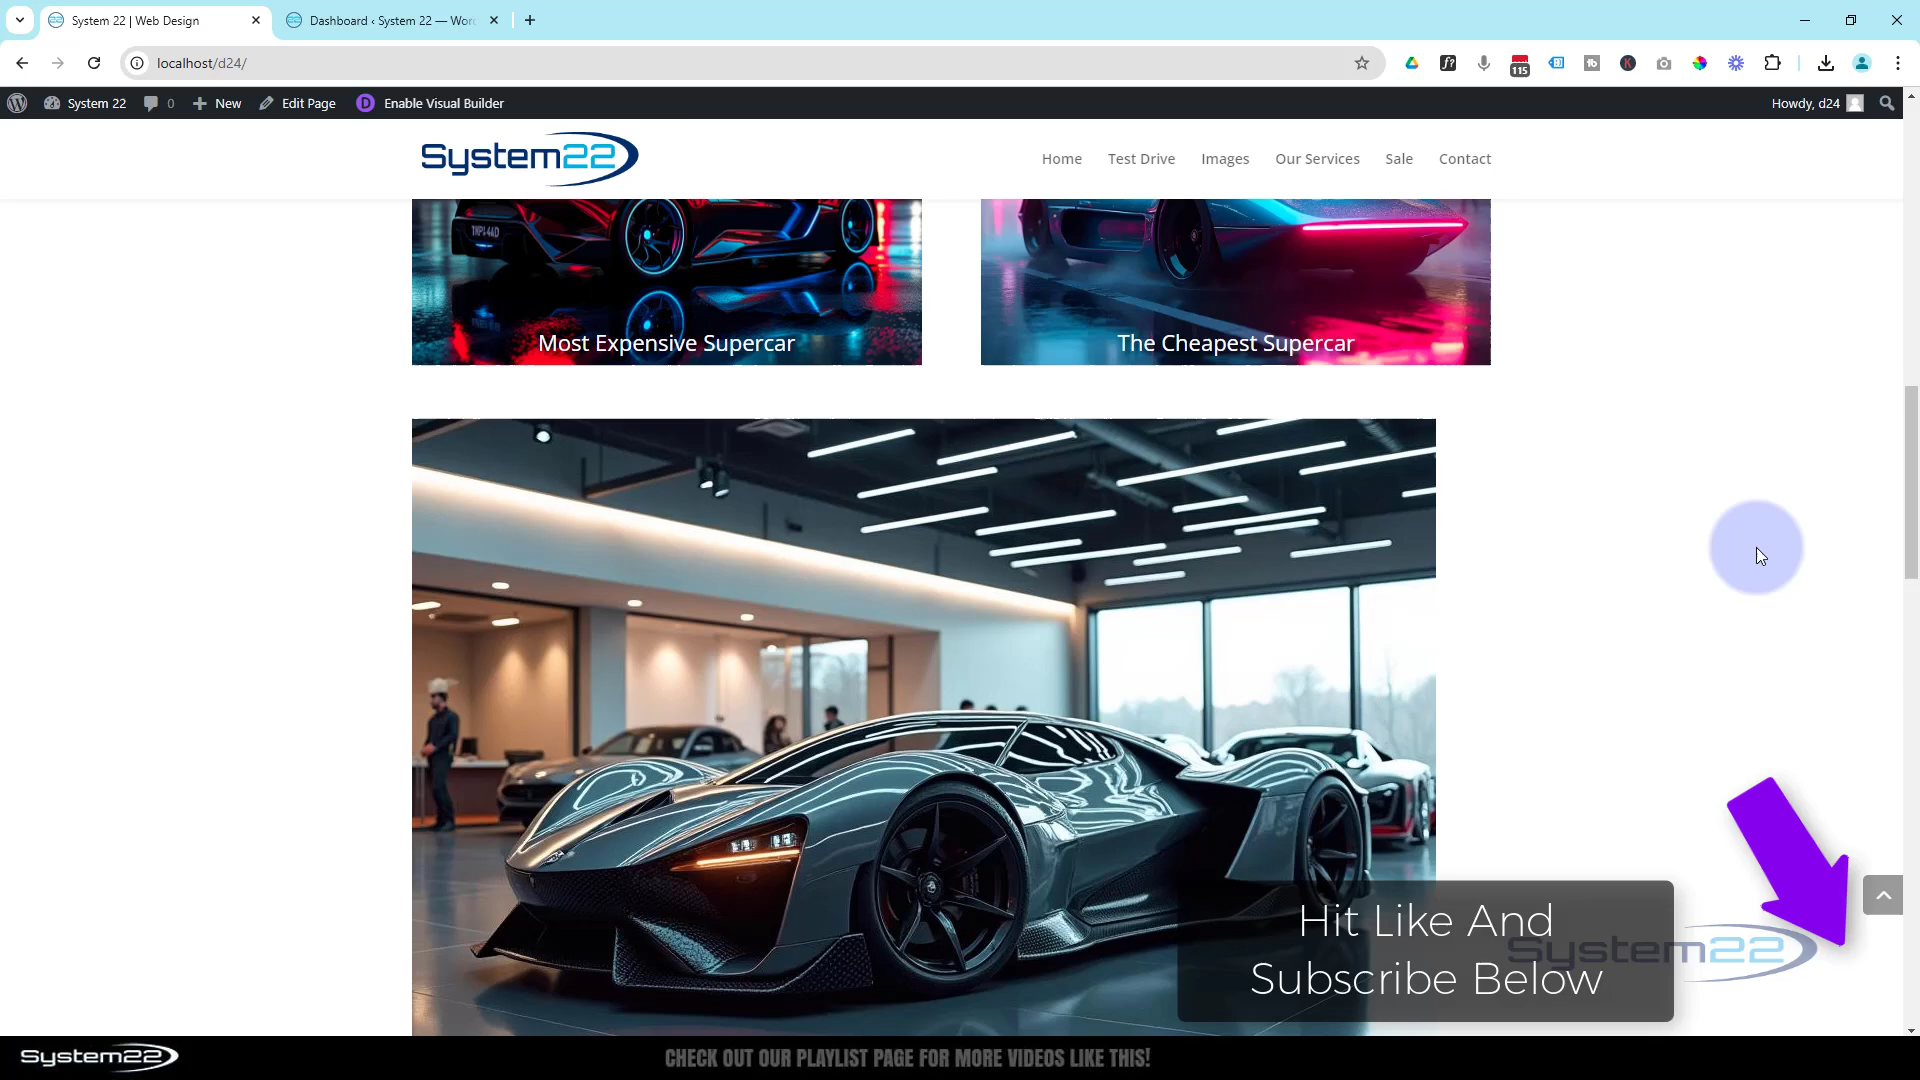 System 22 | Web Design
Dashboard ‹ System 22 — Wor
localhost/d24/
115
System 22
0
New
Edit Page
Enable Visual Builder
Howdy, d24
System22
Home
Test Drive
Images
Our Services
Sale
Contact
Most Expensive Supercar
The Cheapest Supercar
Hit Like And
Subscribe Below
System22
System22
CHECK OUT OUR PLAYLIST PAGE FOR MORE VIDEOS LIKE THIS!